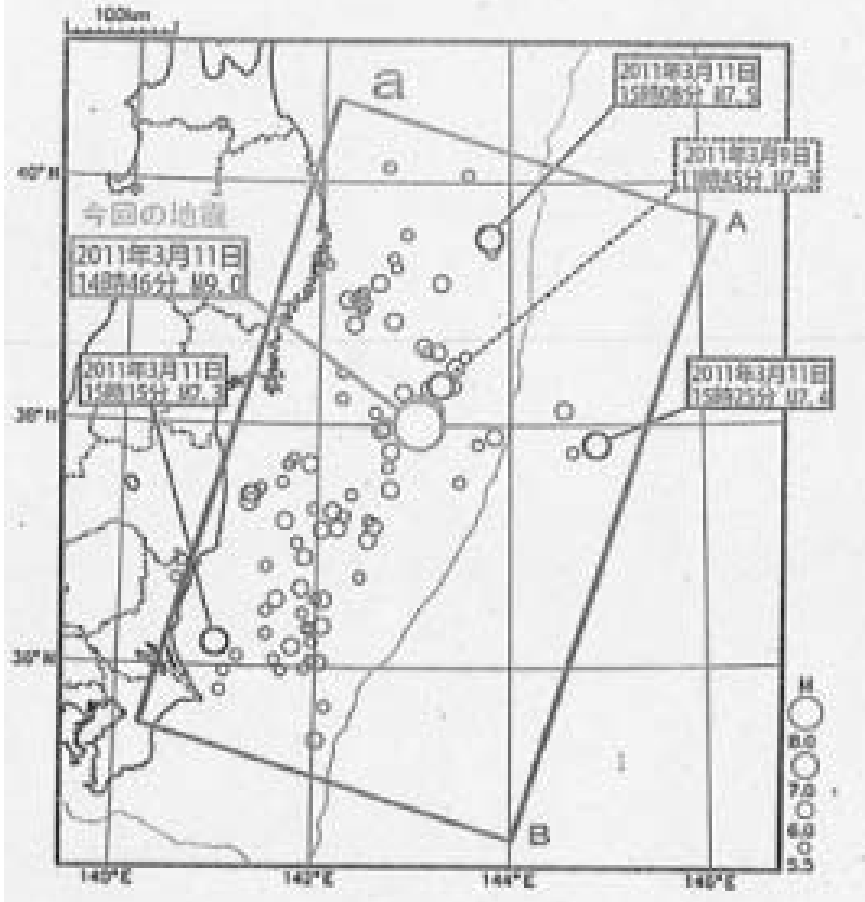 100km
a
2011年3月11日
15時08分 M7.5
2011年3月9日
11時45分 M7.3
40°N
A
今回の地震
2011年3月11日
14時46分 M9.0
2011年3月11日
15時15分 M7.3
2011年3月11日
15時25分 M7.4
38°N
36°N
M
8.0
7.0
6.0
5.5
B
140°E
142°E
144°E
146°E